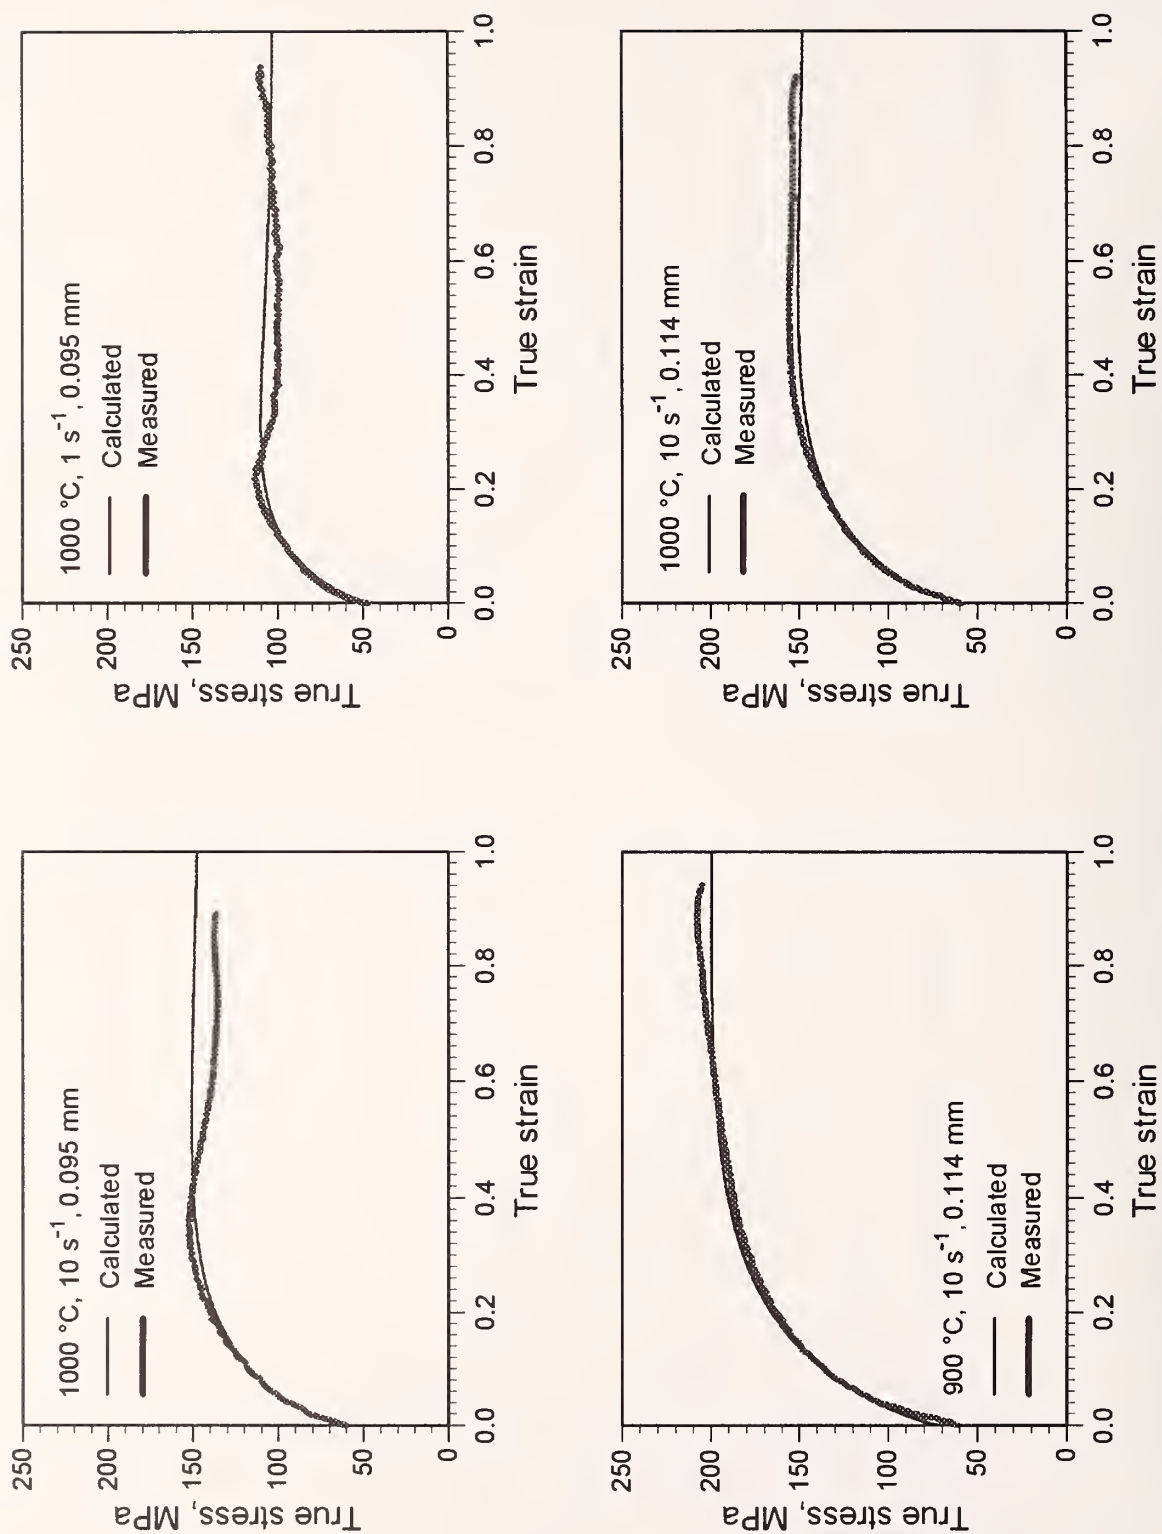 True stress, MPa
250
200
150
100
50
0
1000 °C, 10 s⁻¹, 0.095 mm
Calculated
Measured
0.0 0.2 0.4 0.6 0.8 1.0
True strain
True stress, MPa
250
200
150
100
50
0
1000 °C, 1 s⁻¹, 0.095 mm
Calculated
Measured
0.0 0.2 0.4 0.6 0.8 1.0
True strain
True stress, MPa
250
200
150
100
50
0
900 °C, 10 s⁻¹, 0.114 mm
Calculated
Measured
0.0 0.2 0.4 0.6 0.8 1.0
True strain
True stress, MPa
250
200
150
100
50
0
1000 °C, 10 s⁻¹, 0.114 mm
Calculated
Measured
0.0 0.2 0.4 0.6 0.8 1.0
True strain